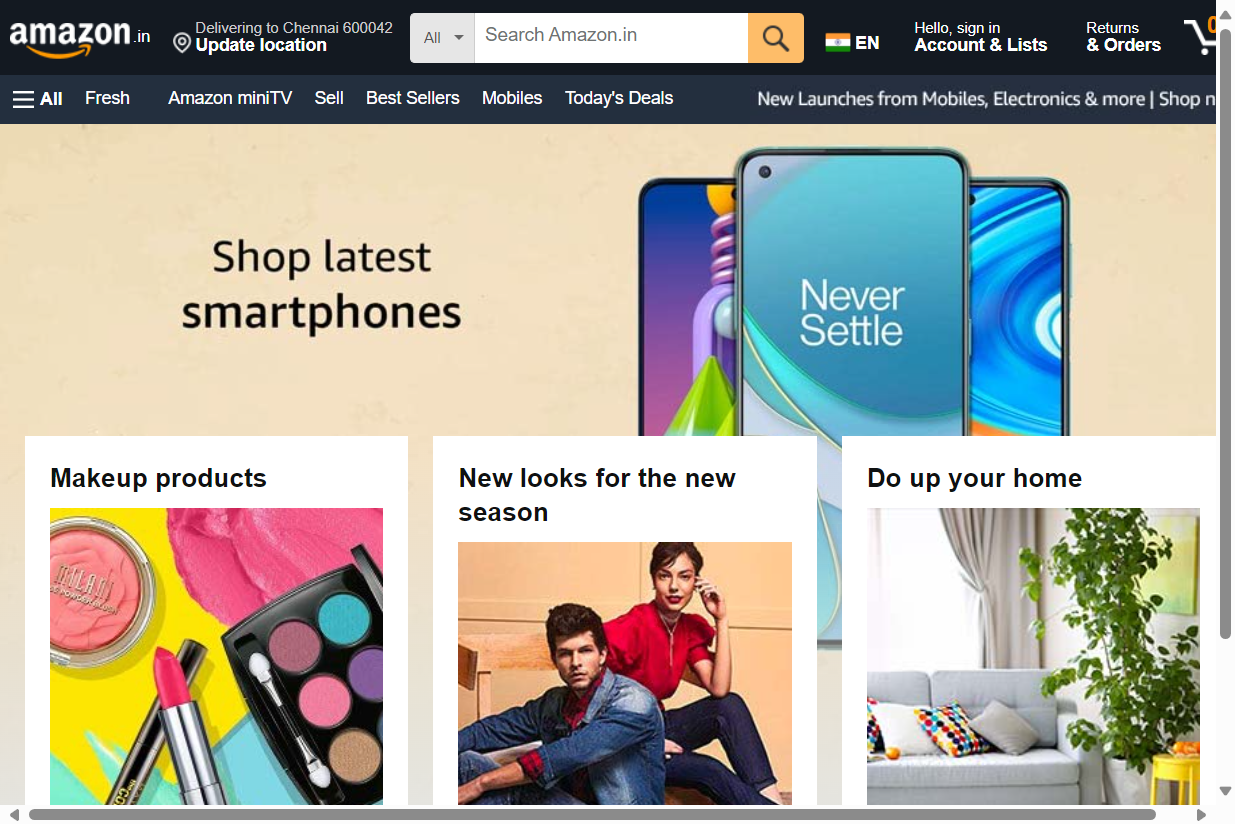 amazon.in
Delivering to Chennai 600042
Update location
All
Search Amazon.in
EN
Hello, sign in
Account & Lists
Returns
& Orders
0
All
Fresh
Amazon miniTV
Sell
Best Sellers
Mobiles
Today's Deals
New Launches from Mobiles, Electronics & more | Shop n
Shop latest
smartphones
Never
Settle
Makeup products
New looks for the new
season
Do up your home
MILANI
POWDER BLUSH